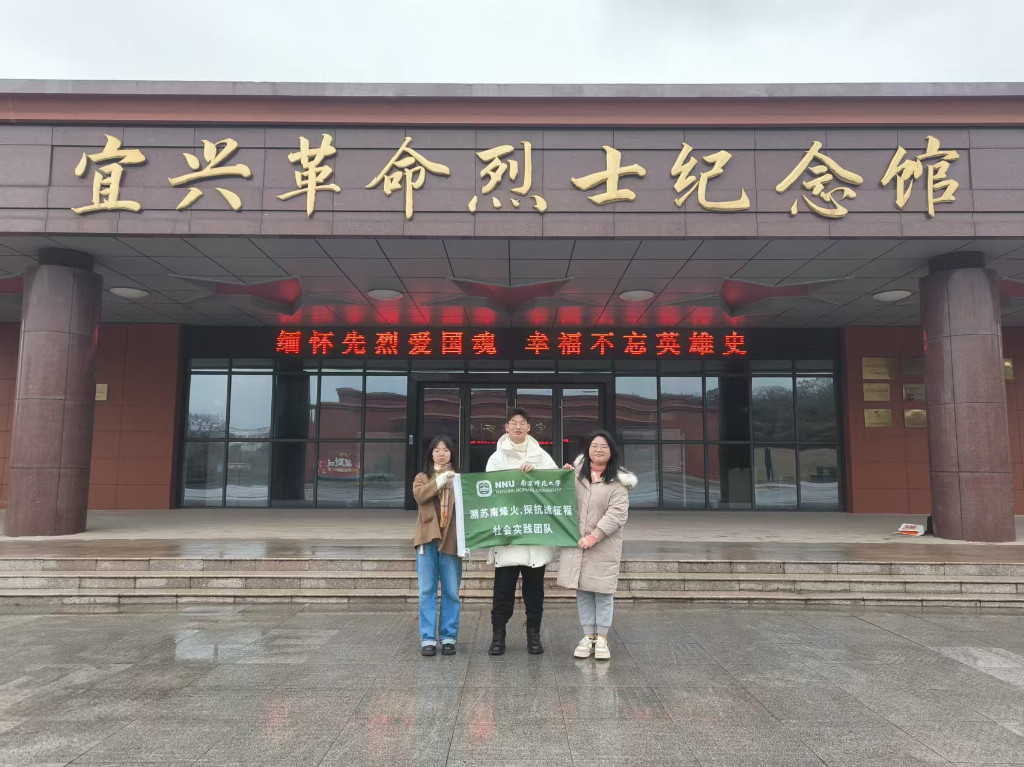 宜兴革命烈士纪念馆
缅怀先烈爱国魂 幸福不忘英雄史
NNU 南京师范大学
NANJING NORMAL UNIVERSITY
溯苏南烽火，探抗战征程
社会实践团队